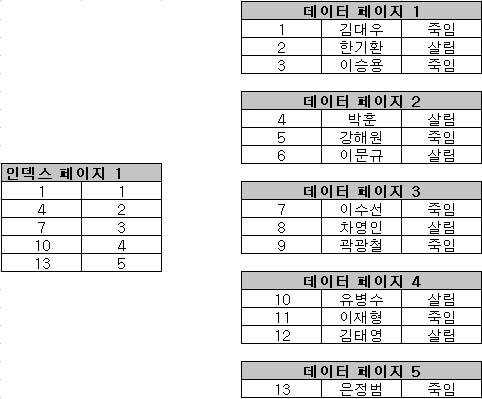 데이터 페이지 1
1 김대우 죽임
2 한기환 살림
3 이승용 죽임
데이터 페이지 2
4 박훈 살림
5 강해원 죽임
6 이문규 살림
인덱스 페이지 1
1 1
4 2
7 3
10 4
13 5
데이터 페이지 3
7 이수선 죽임
8 차영인 살림
9 곽광철 죽임
데이터 페이지 4
10 유병수 살림
11 이재형 죽임
12 김태영 살림
데이터 페이지 5
13 은정범 죽임